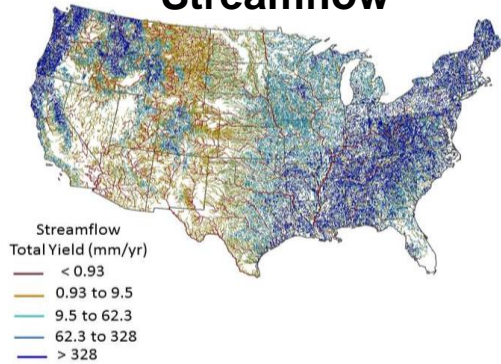 Streamflow
Streamflow
Total Yield (mm/yr)
< 0.93
0.93 to 9.5
9.5 to 62.3
62.3 to 328
> 328